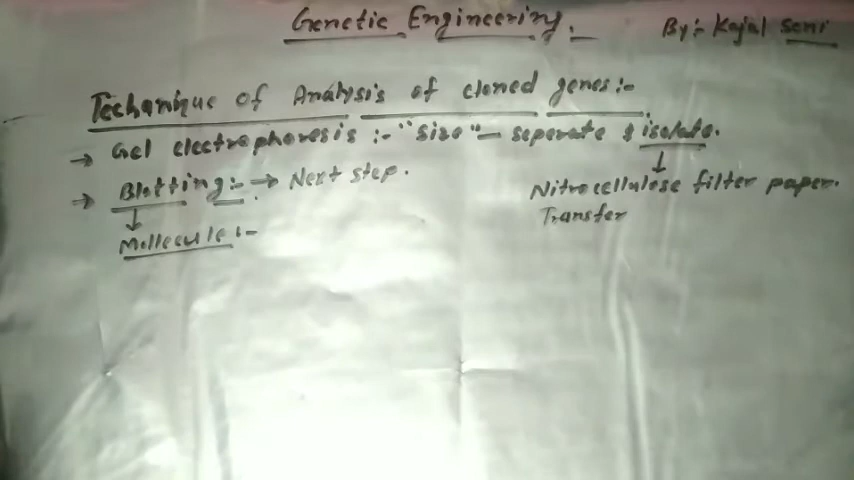 Genetic Engineering.
By:- Kajal Seni
Techanique of Analysis of cloned genes:-
→ Gel electrophoresis :- "Size" — seperate & isolate.
↓
→ Blotting:- → Next step.
Nitrocellulose filter paper.
Transfer
↓
Mollecule:-